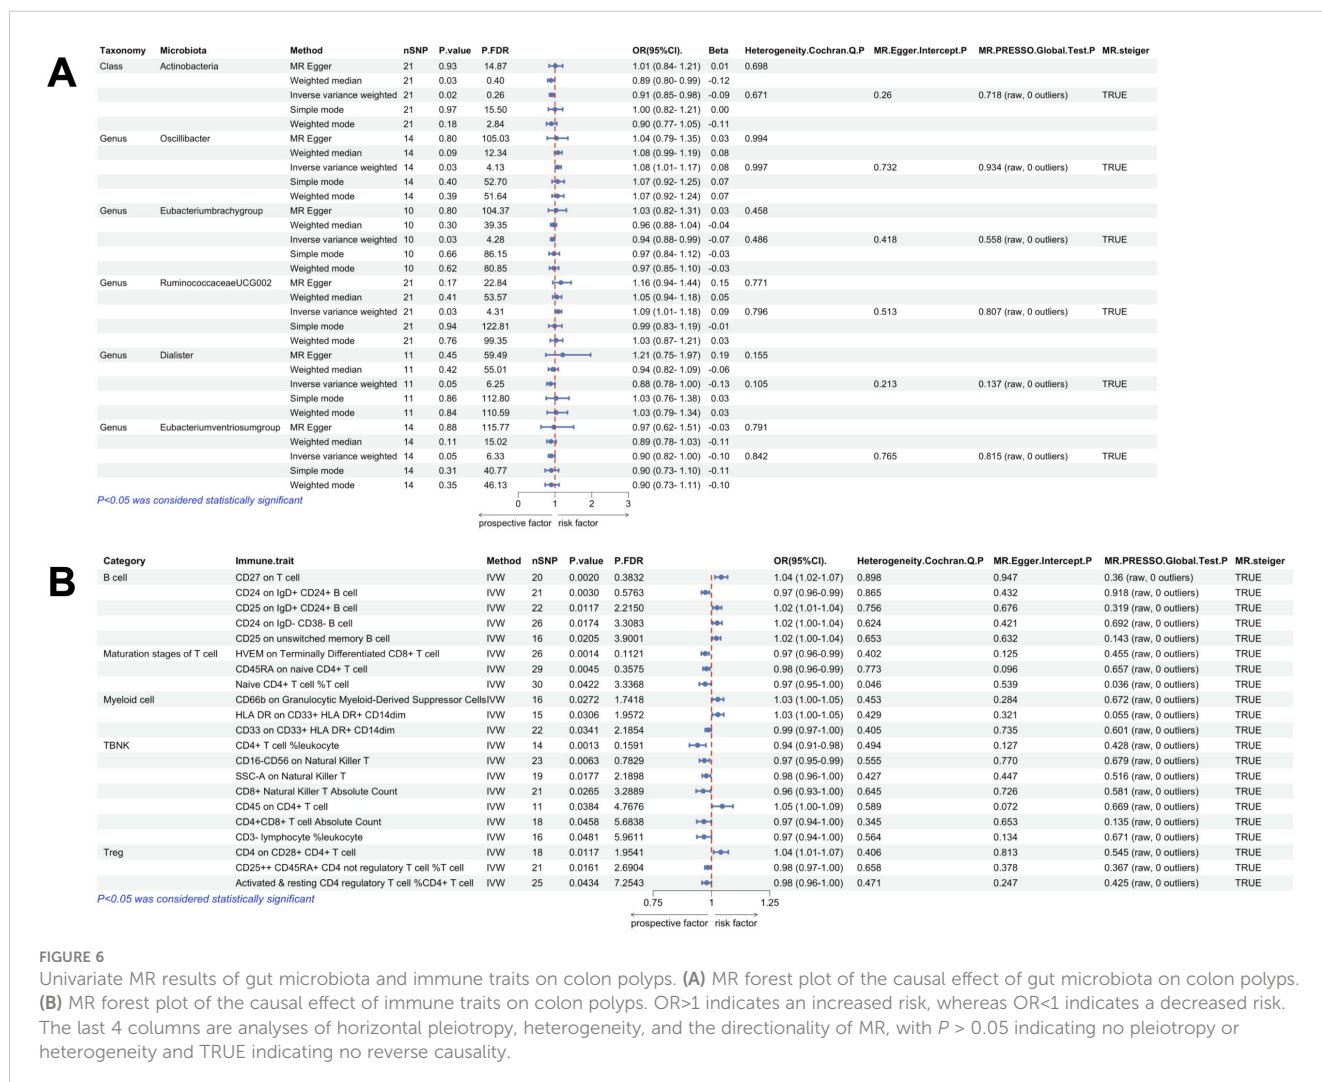 A
Taxonomy Microbiota Method nSNP P.value P.FDR OR(95%CI). Beta Heterogeneity.Cochran.Q.P MR.Egger.Intercept.P MR.PRESSO.Global.Test.P MR.steiger
Class Actinobacteria MR Egger 21 0.93 14.87 1.01 (0.84- 1.21) 0.01 0.698
Weighted median 21 0.03 0.40 0.89 (0.80- 0.99) -0.12
Inverse variance weighted 21 0.02 0.26 0.91 (0.85- 0.98) -0.09 0.671 0.26 0.718 (raw, 0 outliers) TRUE
Simple mode 21 0.97 15.50 1.00 (0.82- 1.21) 0.00
Weighted mode 21 0.18 2.84 0.90 (0.77- 1.05) -0.11
Genus Oscillibacter MR Egger 14 0.80 105.03 1.04 (0.79- 1.35) 0.03 0.994
Weighted median 14 0.09 12.34 1.08 (0.99- 1.19) 0.08
Inverse variance weighted 14 0.03 4.13 1.08 (1.01- 1.17) 0.08 0.997 0.732 0.934 (raw, 0 outliers) TRUE
Simple mode 14 0.40 52.70 1.07 (0.92- 1.25) 0.07
Weighted mode 14 0.39 51.64 1.07 (0.92- 1.24) 0.07
Genus Eubacteriumbrachygroup MR Egger 10 0.80 104.37 1.03 (0.82- 1.31) 0.03 0.458
Weighted median 10 0.30 39.35 0.96 (0.88- 1.04) -0.04
Inverse variance weighted 10 0.03 4.28 0.94 (0.88- 0.99) -0.07 0.486 0.418 0.558 (raw, 0 outliers) TRUE
Simple mode 10 0.66 86.15 0.97 (0.84- 1.12) -0.03
Weighted mode 10 0.62 80.85 0.97 (0.85- 1.10) -0.03
Genus RuminococcaceaeUCG002 MR Egger 21 0.17 22.84 1.16 (0.94- 1.44) 0.15 0.771
Weighted median 21 0.41 53.57 1.05 (0.94- 1.18) 0.05
Inverse variance weighted 21 0.03 4.31 1.09 (1.01- 1.18) 0.09 0.796 0.513 0.807 (raw, 0 outliers) TRUE
Simple mode 21 0.94 122.81 0.99 (0.83- 1.19) -0.01
Weighted mode 21 0.76 99.35 1.03 (0.87- 1.21) 0.03
Genus Dialister MR Egger 11 0.45 59.49 1.21 (0.75- 1.97) 0.19 0.155
Weighted median 11 0.42 55.01 0.94 (0.82- 1.09) -0.06
Inverse variance weighted 11 0.05 6.25 0.88 (0.78- 1.00) -0.13 0.105 0.213 0.137 (raw, 0 outliers) TRUE
Simple mode 11 0.86 112.80 1.03 (0.76- 1.38) 0.03
Weighted mode 11 0.84 110.59 1.03 (0.79- 1.34) 0.03
Genus Eubacteriumventriosumgroup MR Egger 14 0.88 115.77 0.97 (0.62- 1.51) -0.03 0.791
Weighted median 14 0.11 15.02 0.89 (0.78- 1.03) -0.11
Inverse variance weighted 14 0.05 6.33 0.90 (0.82- 1.00) -0.10 0.842 0.765 0.815 (raw, 0 outliers) TRUE
Simple mode 14 0.31 40.77 0.90 (0.73- 1.10) -0.11
Weighted mode 14 0.35 46.13 0.90 (0.73- 1.11) -0.10
P<0.05 was considered statistically significant
0 1 2 3
prospective factor risk factor
B
Category Immune.trait Method nSNP P.value P.FDR OR(95%CI). Heterogeneity.Cochran.Q.P MR.Egger.Intercept.P MR.PRESSO.Global.Test.P MR.steiger
B cell CD27 on T cell IVW 20 0.0020 0.3832 1.04 (1.02-1.07) 0.898 0.947 0.36 (raw, 0 outliers) TRUE
CD24 on IgD+ CD24+ B cell IVW 21 0.0030 0.5763 0.97 (0.96-0.99) 0.865 0.432 0.918 (raw, 0 outliers) TRUE
CD25 on IgD+ CD24+ B cell IVW 22 0.0117 2.2150 1.02 (1.01-1.04) 0.756 0.676 0.319 (raw, 0 outliers) TRUE
CD24 on IgD- CD38- B cell IVW 26 0.0174 3.3083 1.02 (1.00-1.04) 0.624 0.421 0.692 (raw, 0 outliers) TRUE
CD25 on unswitched memory B cell IVW 16 0.0205 3.9001 1.02 (1.00-1.04) 0.653 0.632 0.143 (raw, 0 outliers) TRUE
Maturation stages of T cell HVEM on Terminally Differentiated CD8+ T cell IVW 26 0.0014 0.1121 0.97 (0.96-0.99) 0.402 0.125 0.455 (raw, 0 outliers) TRUE
CD45RA on naive CD4+ T cell IVW 29 0.0045 0.3575 0.98 (0.96-0.99) 0.773 0.096 0.657 (raw, 0 outliers) TRUE
Naive CD4+ T cell %T cell IVW 30 0.0422 3.3368 0.97 (0.95-1.00) 0.046 0.539 0.036 (raw, 0 outliers) TRUE
Myeloid cell CD66b on Granulocytic Myeloid-Derived Suppressor Cells IVW 16 0.0272 1.7418 1.03 (1.00-1.05) 0.453 0.284 0.672 (raw, 0 outliers) TRUE
HLA DR on CD33+ HLA DR+ CD14dim IVW 15 0.0306 1.9572 1.03 (1.00-1.05) 0.429 0.321 0.055 (raw, 0 outliers) TRUE
CD33 on CD33+ HLA DR+ CD14dim IVW 22 0.0341 2.1854 0.99 (0.97-1.00) 0.405 0.735 0.601 (raw, 0 outliers) TRUE
TBNK CD4+ T cell %leukocyte IVW 14 0.0013 0.1591 0.94 (0.91-0.98) 0.494 0.127 0.428 (raw, 0 outliers) TRUE
CD16-CD56 on Natural Killer T IVW 23 0.0063 0.7829 0.97 (0.95-0.99) 0.555 0.770 0.679 (raw, 0 outliers) TRUE
SSC-A on Natural Killer T IVW 19 0.0177 2.1898 0.98 (0.96-1.00) 0.427 0.447 0.516 (raw, 0 outliers) TRUE
CD8+ Natural Killer T Absolute Count IVW 21 0.0265 3.2889 0.96 (0.93-1.00) 0.645 0.726 0.581 (raw, 0 outliers) TRUE
CD45 on CD4+ T cell IVW 11 0.0384 4.7676 1.05 (1.00-1.09) 0.589 0.072 0.669 (raw, 0 outliers) TRUE
CD4+CD8+ T cell Absolute Count IVW 18 0.0458 5.6838 0.97 (0.94-1.00) 0.345 0.653 0.135 (raw, 0 outliers) TRUE
CD3- lymphocyte %leukocyte IVW 16 0.0481 5.9611 0.97 (0.94-1.00) 0.564 0.134 0.671 (raw, 0 outliers) TRUE
Treg CD4 on CD28+ CD4+ T cell IVW 18 0.0117 1.9541 1.04 (1.01-1.07) 0.406 0.813 0.545 (raw, 0 outliers) TRUE
CD25++ CD45RA+ CD4 not regulatory T cell %T cell IVW 21 0.0161 2.6904 0.98 (0.97-1.00) 0.658 0.378 0.367 (raw, 0 outliers) TRUE
Activated & resting CD4 regulatory T cell %CD4+ T cell IVW 25 0.0434 7.2543 0.98 (0.96-1.00) 0.471 0.247 0.425 (raw, 0 outliers) TRUE
P<0.05 was considered statistically significant
0.75 1 1.25
prospective factor risk factor
FIGURE 6
Univariate MR results of gut microbiota and immune traits on colon polyps. (A) MR forest plot of the causal effect of gut microbiota on colon polyps.
(B) MR forest plot of the causal effect of immune traits on colon polyps. OR>1 indicates an increased risk, whereas OR<1 indicates a decreased risk.
The last 4 columns are analyses of horizontal pleiotropy, heterogeneity, and the directionality of MR, with P > 0.05 indicating no pleiotropy or
heterogeneity and TRUE indicating no reverse causality.